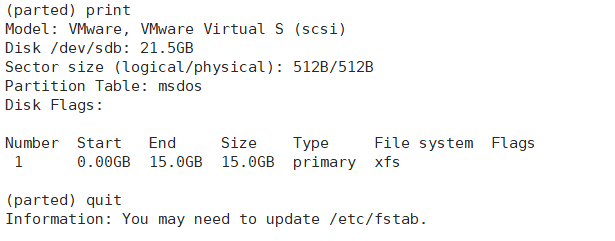 (parted) print
Model: VMware, VMware Virtual S (scsi)
Disk /dev/sdb: 21.5GB
Sector size (logical/physical): 512B/512B
Partition Table: msdos
Disk Flags:
Number  Start   End     Size    Type     File system  Flags
 1      0.00GB  15.0GB  15.0GB  primary  xfs
(parted) quit
Information: You may need to update /etc/fstab.